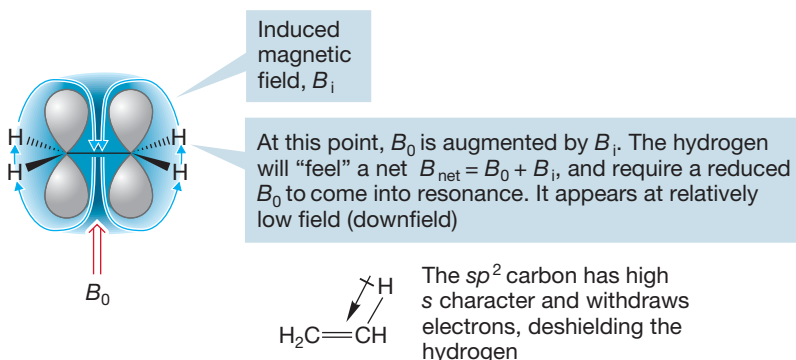 Induced
magnetic
field, Bi
H H
H H
At this point, B0 is augmented by Bi. The hydrogen
will “feel” a net Bnet = B0 + Bi, and require a reduced
B0 to come into resonance. It appears at relatively
low field (downfield)
B0
H
H2C═CH
The sp2 carbon has high
s character and withdraws
electrons, deshielding the
hydrogen